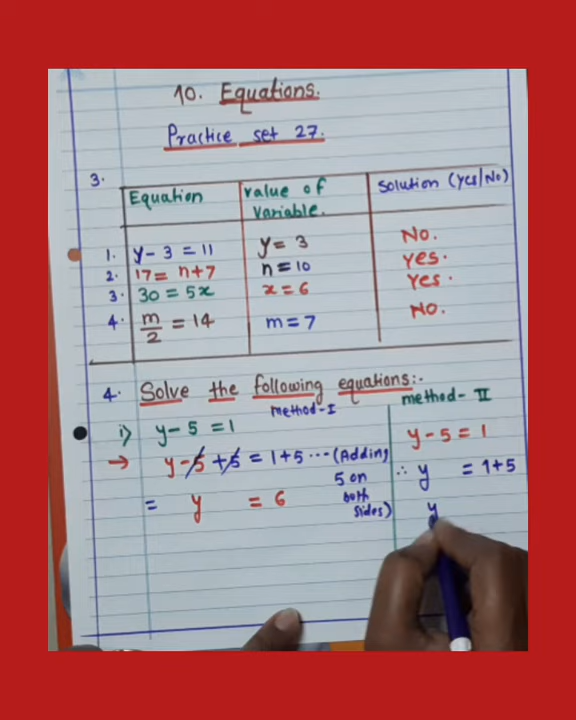 10. Equations.
Practice set 27.
3.
Equation | value of Variable. | Solution (Yes/No)
1. y - 3 = 11 | y = 3 | No.
2. 17 = n+7 | n = 10 | yes.
3. 30 = 5x | x = 6 | yes.
4. m/2 = 14 | m = 7 | No.
4. Solve the following equations:-
method-I
i) y - 5 = 1
→ y - 5 + 5 = 1+5 ... (Adding
5 on
both
sides)
= y = 6
method- II
y - 5 = 1
∴ y = 1+5
y